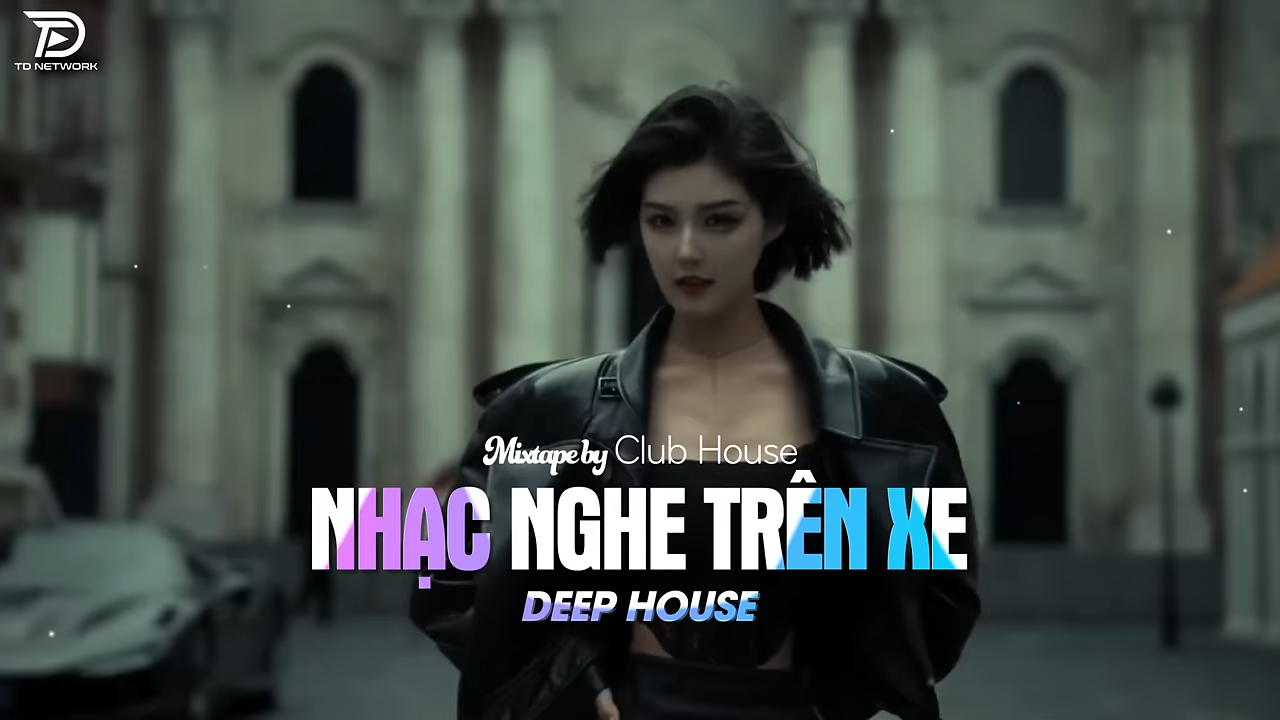 TD NETWORK
Mixtape by Club House
NHẠC NGHE TRÊN XE
DEEP HOUSE